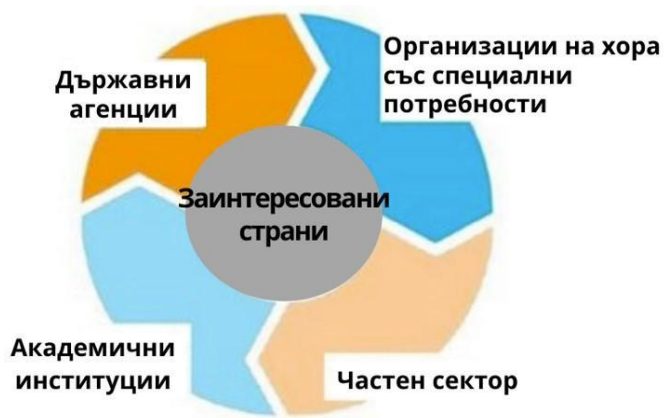 Държавни
агенции
Организации на хора
със специални
потребности
Заинтересовани
страни
Академични
институции
Частен сектор